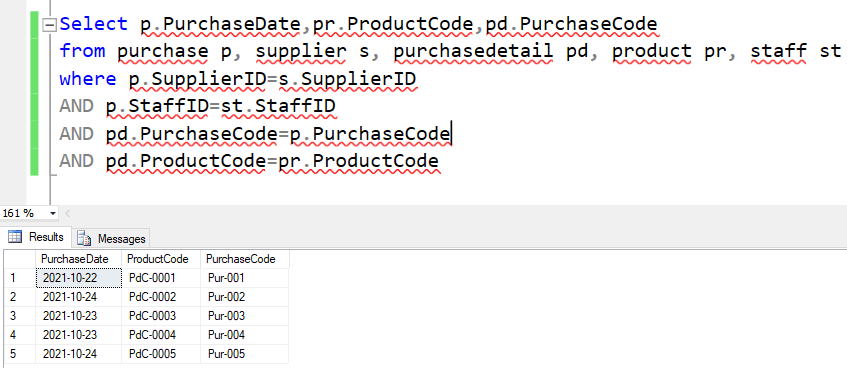 Select p.PurchaseDate,pr.ProductCode,pd.PurchaseCode
from purchase p, supplier s, purchasedetail pd, product pr, staff st
where p.SupplierID=s.SupplierID
AND p.StaffID=st.StaffID
AND pd.PurchaseCode=p.PurchaseCode
AND pd.ProductCode=pr.ProductCode
161 %
Results Messages
PurchaseDate ProductCode PurchaseCode
1 2021-10-22 PdC-0001 Pur-001
2 2021-10-24 PdC-0002 Pur-002
3 2021-10-23 PdC-0003 Pur-003
4 2021-10-23 PdC-0004 Pur-004
5 2021-10-24 PdC-0005 Pur-005